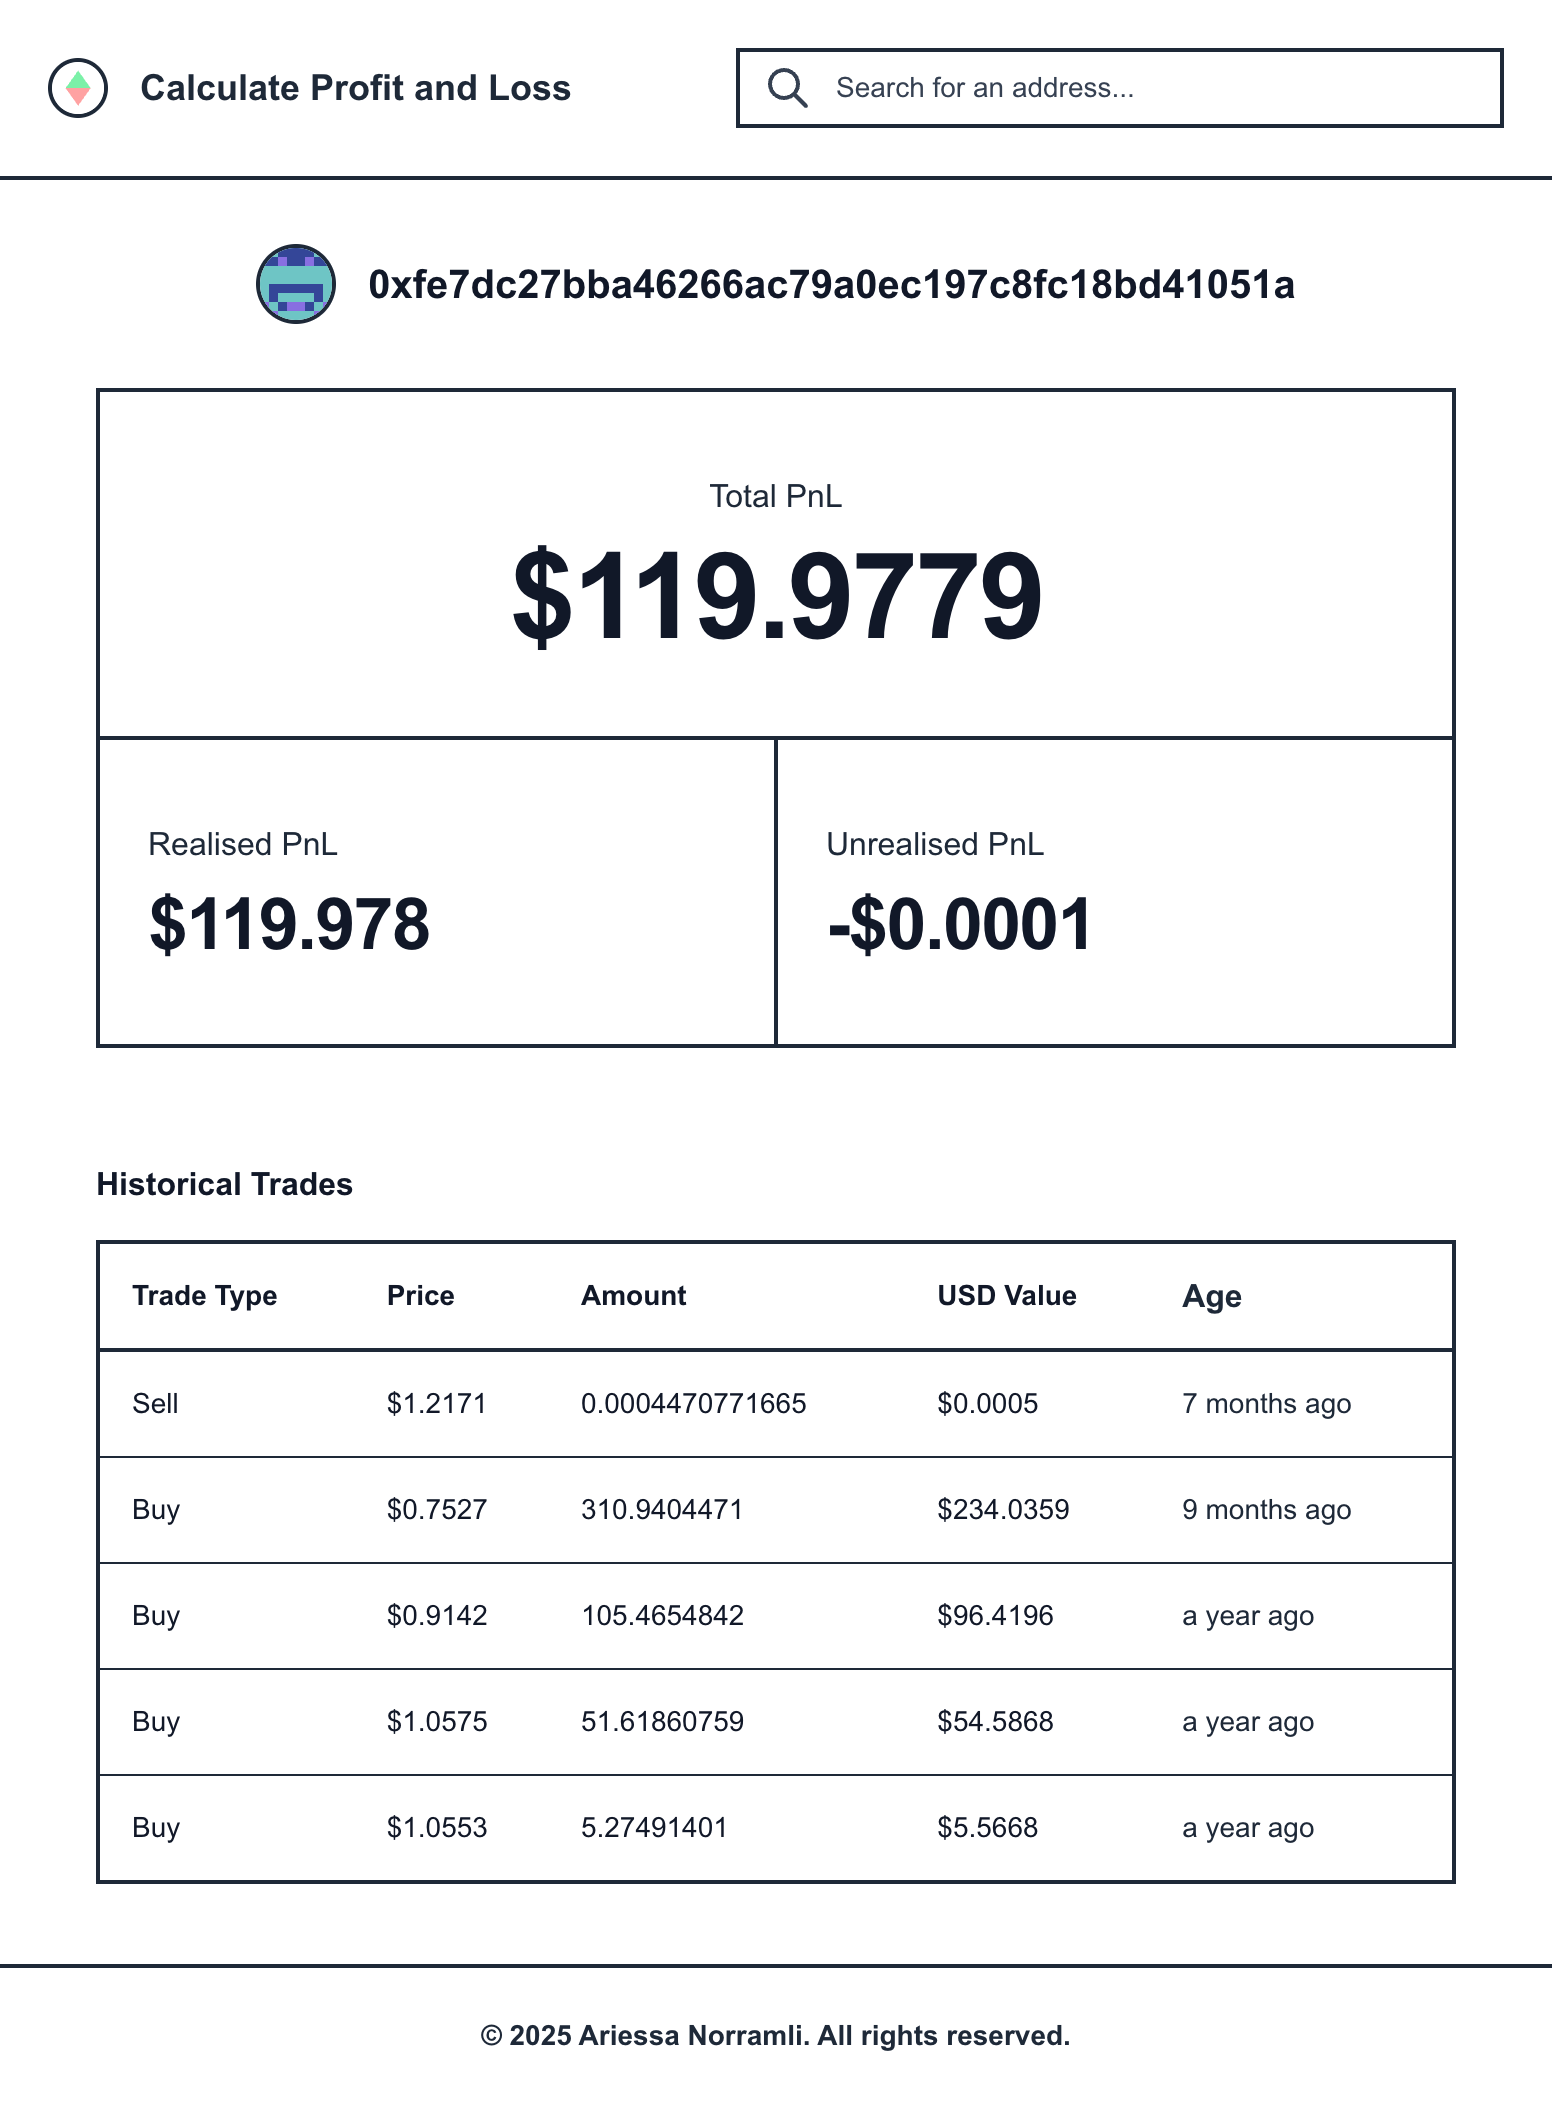 Calculate Profit and Loss
Search for an address...
0xfe7dc27bba46266ac79a0ec197c8fc18bd41051a
Total PnL
$119.9779
Realised PnL
$119.978
Unrealised PnL
-$0.0001
Historical Trades
Trade Type Price Amount USD Value Age
Sell $1.2171 0.0004470771665 $0.0005 7 months ago
Buy $0.7527 310.9404471 $234.0359 9 months ago
Buy $0.9142 105.4654842 $96.4196 a year ago
Buy $1.0575 51.61860759 $54.5868 a year ago
Buy $1.0553 5.27491401 $5.5668 a year ago
© 2025 Ariessa Norramli. All rights reserved.